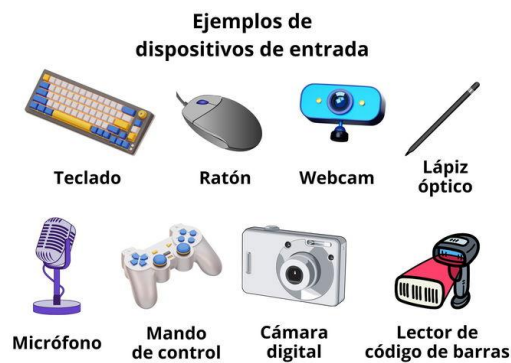 Ejemplos de
dispositivos de entrada
Teclado
Ratón
Webcam
Lápiz
óptico
Micrófono
Mando
de control
Cámara
digital
Lector de
código de barras